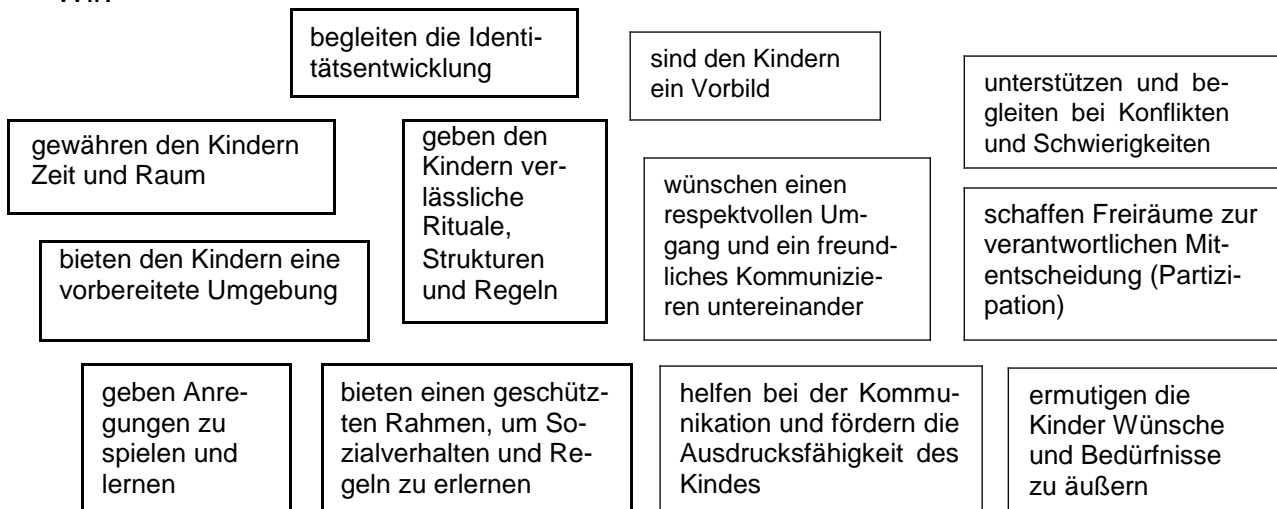 begleiten die Identi-
tätsentwicklung
sind den Kindern
ein Vorbild
unterstützen und be-
gleiten bei Konflikten
und Schwierigkeiten
gewähren den Kindern
Zeit und Raum
geben den
Kindern ver-
lässliche
Rituale,
Strukturen
und Regeln
wünschen einen
respektvollen Um-
gang und ein freund-
liches Kommunizie-
ren untereinander
schaffen Freiräume zur
verantwortlichen Mit-
entscheidung (Partizi-
pation)
bieten den Kindern eine
vorbereitete Umgebung
geben Anre-
gungen zu
spielen und
lernen
bieten einen geschütz-
ten Rahmen, um So-
zialverhalten und Re-
geln zu erlernen
helfen bei der Kommu-
nikation und fördern die
Ausdrucksfähigkeit des
Kindes
ermutigen die
Kinder Wünsche
und Bedürfnisse
zu äußern